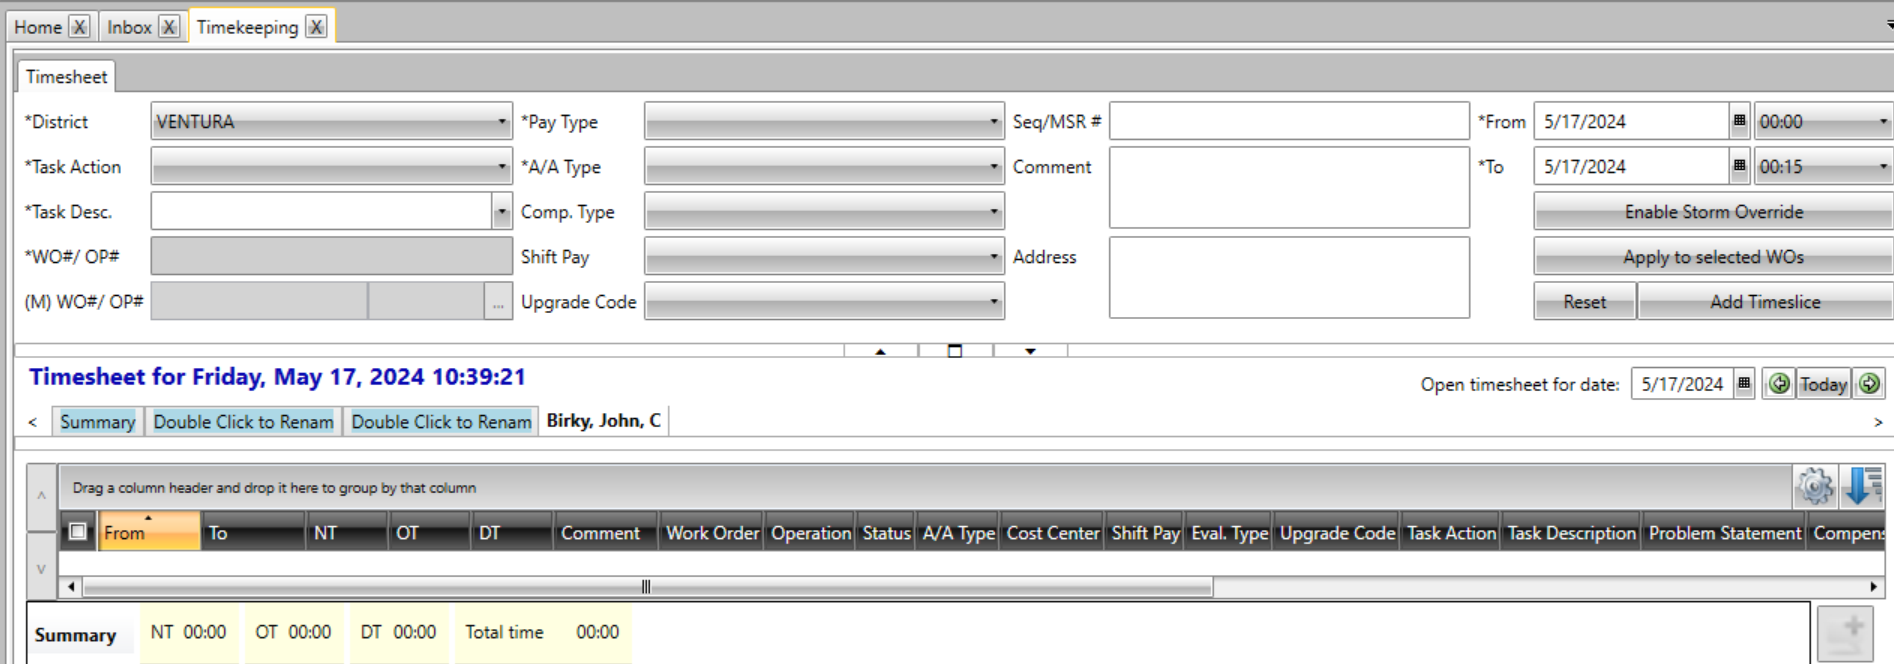 Home X Inbox X Timekeeping X
Timesheet
*District VENTURA *Pay Type Seq/MSR # *From 5/17/2024 00:00
*Task Action *A/A Type Comment *To 5/17/2024 00:15
*Task Desc. Comp. Type Enable Storm Override
*WO#/ OP# Shift Pay Address Apply to selected WOs
(M) WO#/ OP# ... Upgrade Code Reset Add Timeslice
Timesheet for Friday, May 17, 2024 10:39:21
Open timesheet for date: 5/17/2024 Today
< Summary Double Click to Renam Double Click to Renam Birky, John, C >
Drag a column header and drop it here to group by that column
From To NT OT DT Comment Work Order Operation Status A/A Type Cost Center Shift Pay Eval. Type Upgrade Code Task Action Task Description Problem Statement Compens
Summary NT 00:00 OT 00:00 DT 00:00 Total time 00:00